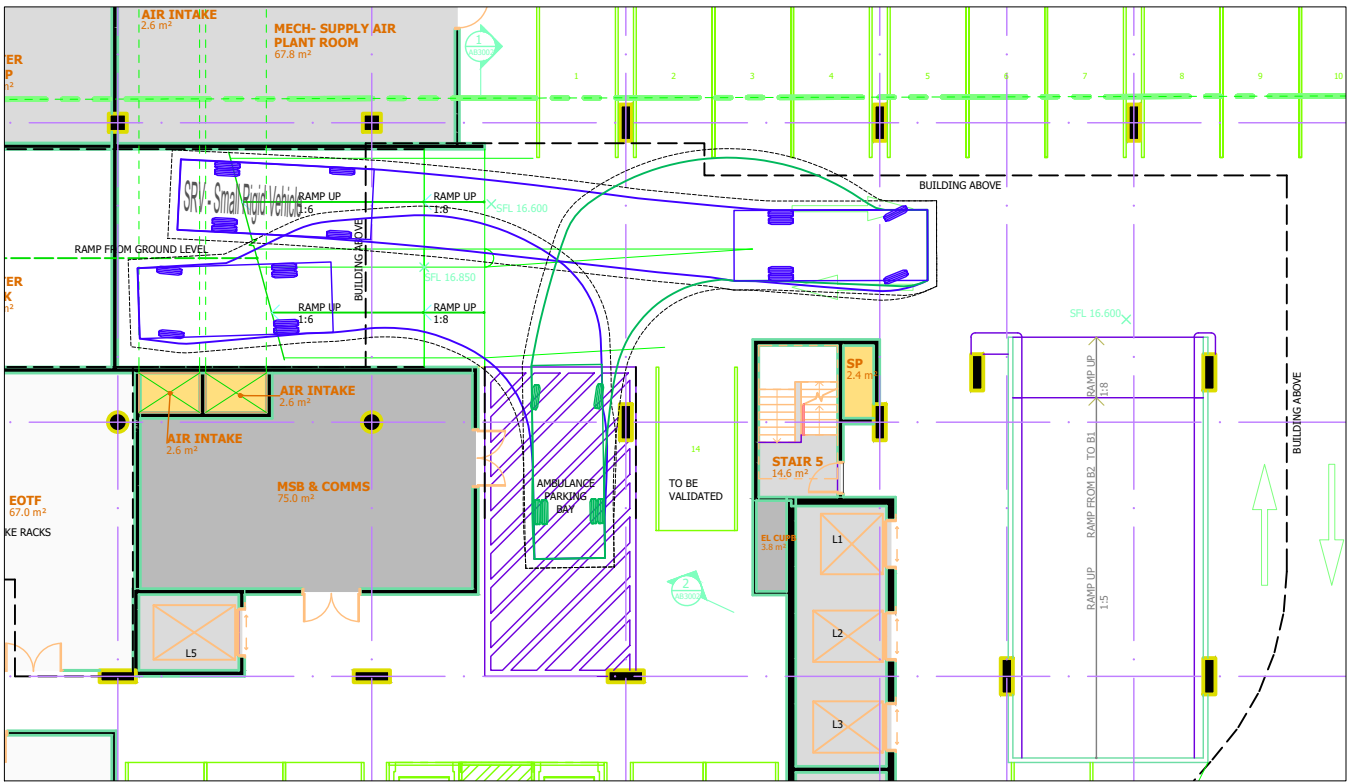 AIR INTAKE
2.6 m²
MECH- SUPPLY AIR
PLANT ROOM
67.8 m²
1
AB3002
1
2
3
4
5
6
7
8
9
10
SRV - Small Rigid Vehicle
RAMP UP
1:6
RAMP UP
1:8
SFL 16.600
BUILDING ABOVE
RAMP FROM GROUND LEVEL
BUILDING ABOVE
SFL 16.850
RAMP UP
1:6
RAMP UP
1:8
SFL 16.600
AIR INTAKE
2.6 m²
AIR INTAKE
2.6 m²
SP
2.4 m²
RAMP UP
1:8
BUILDING ABOVE
14
STAIR 5
14.6 m²
RAMP FROM B2 TO B1
EOTF
67.0 m²
KE RACKS
MSB & COMMS
75.0 m²
AMBULANCE
PARKING
BAY
TO BE
VALIDATED
EL CUPB
3.8 m²
L1
RAMP UP
1:5
2
L2
L5
L3